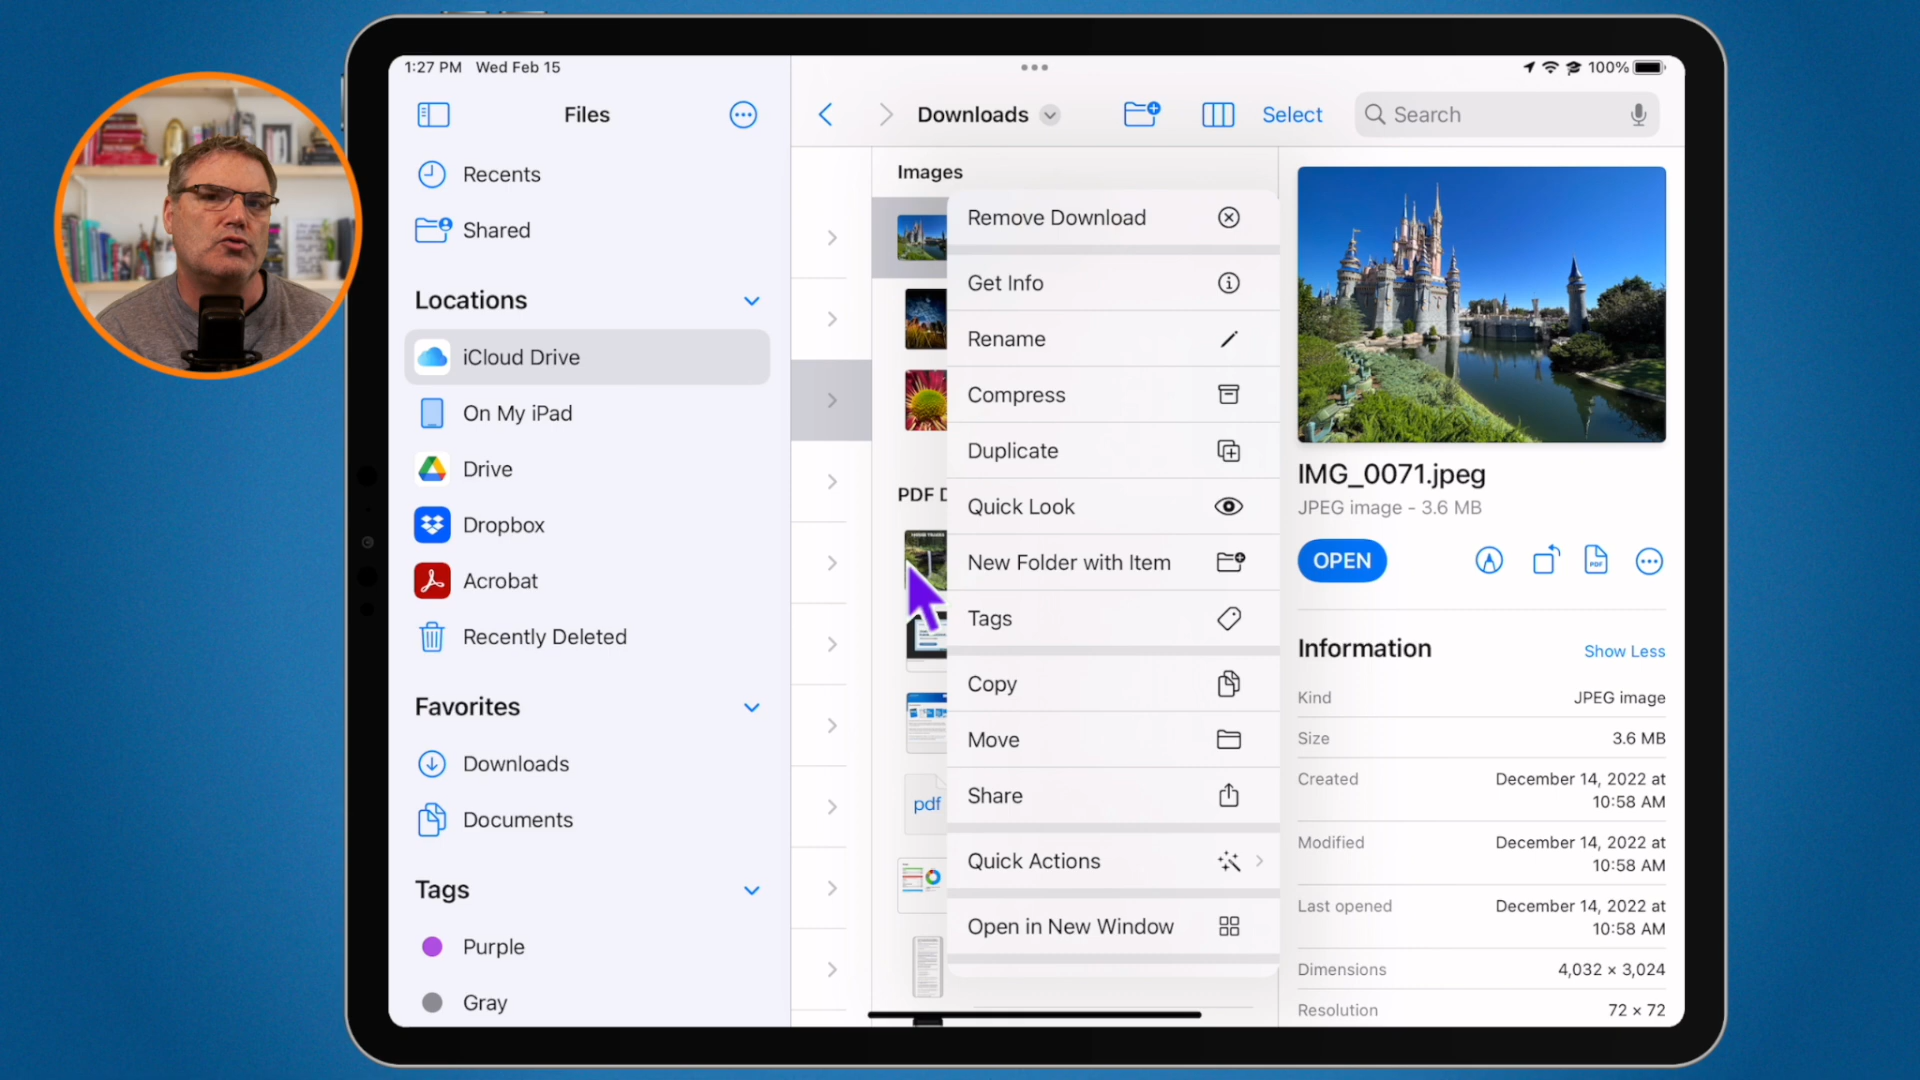 1:27 PM Wed Feb 15
100%
Files
Recents
Shared
Locations
iCloud Drive
On My iPad
Drive
Dropbox
Acrobat
Recently Deleted
Favorites
Downloads
Documents
Tags
Purple
Gray
Downloads
Select
Search
Images
PDF
pdf
Remove Download
Get Info
Rename
Compress
Duplicate
Quick Look
New Folder with Item
Tags
Copy
Move
Share
Quick Actions
Open in New Window
IMG_0071.jpeg
JPEG image - 3.6 MB
OPEN
PDF
Information
Show Less
Kind JPEG image
Size 3.6 MB
Created December 14, 2022 at
10:58 AM
Modified December 14, 2022 at
10:58 AM
Last opened December 14, 2022 at
10:58 AM
Dimensions 4,032 × 3,024
Resolution 72 × 72